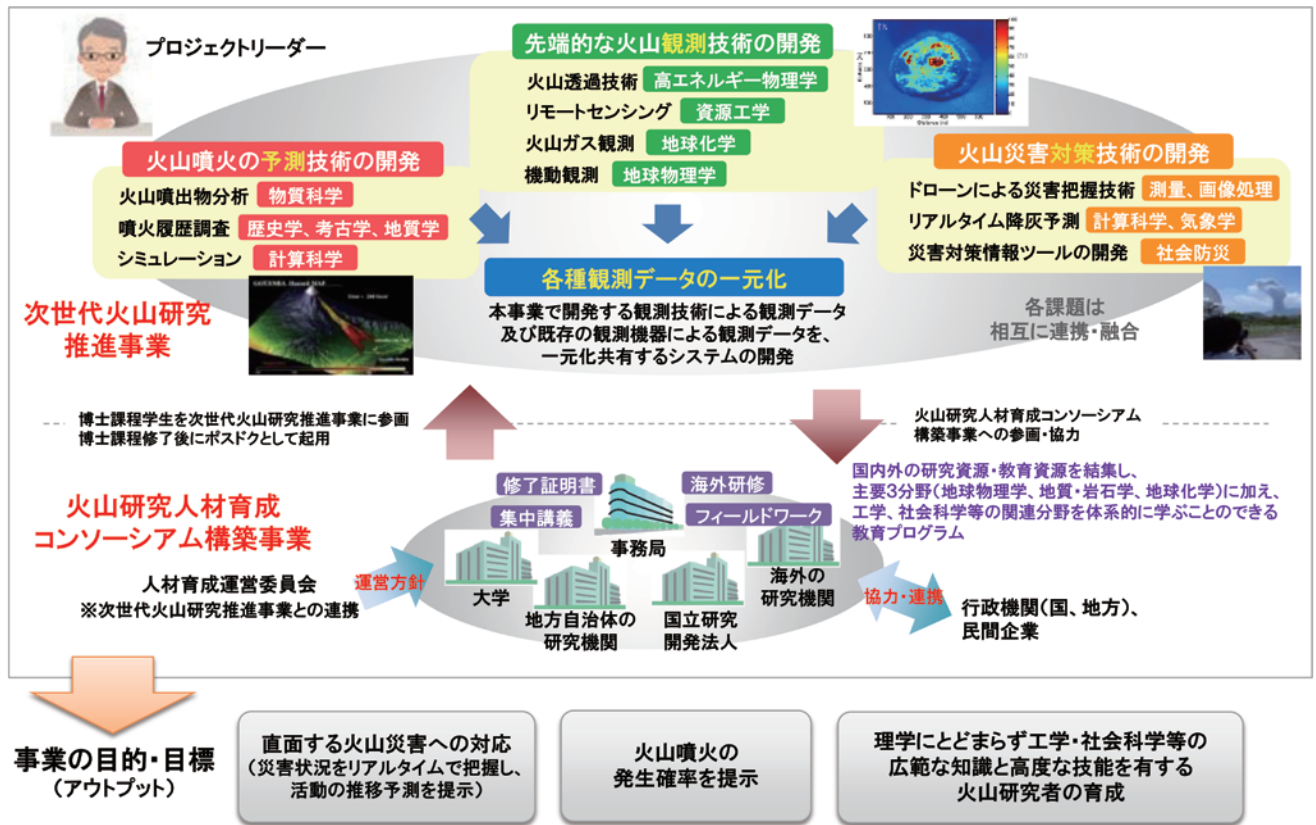 プロジェクトリーダー
先端的な火山観測技術の開発
火山透過技術 高エネルギー物理学
リモートセンシング 資源工学
火山ガス観測 地球化学
機動観測 地球物理学
火山噴火の予測技術の開発
火山噴出物分析 物質科学
噴火履歴調査 歴史学、考古学、地質学
シミュレーション 計算科学
火山災害対策技術の開発
ドローンによる災害把握技術 測量、画像処理
リアルタイム降灰予測 計算科学、気象学
災害対策情報ツールの開発 社会防災
各種観測データの一元化
本事業で開発する観測技術による観測データ
及び既存の観測機器による観測データを、
一元化共有するシステムの開発
次世代火山研究
推進事業
各課題は
相互に連携・融合
博士課程学生を次世代火山研究推進事業に参画
博士課程修了後にポスドクとして起用
火山研究人材育成コンソーシアム
構築事業への参画・協力
火山研究人材育成
コンソーシアム構築事業
人材育成運営委員会
※次世代火山研究推進事業との連携
運営方針
修了証明書
海外研修
集中講義
フィールドワーク
事務局
大学
地方自治体の
研究機関
国立研究
開発法人
海外の
研究機関
国内外の研究資源・教育資源を結集し、
主要3分野(地球物理学、地質・岩石学、地球化学)に加え、
工学、社会科学等の関連分野を体系的に学ぶことのできる
教育プログラム
協力・連携
行政機関(国、地方)、
民間企業
事業の目的・目標
(アウトプット)
直面する火山災害への対応
(災害状況をリアルタイムで把握し、
活動の推移予測を提示)
火山噴火の
発生確率を提示
理学にとどまらず工学・社会科学等の
広範な知識と高度な技能を有する
火山研究者の育成